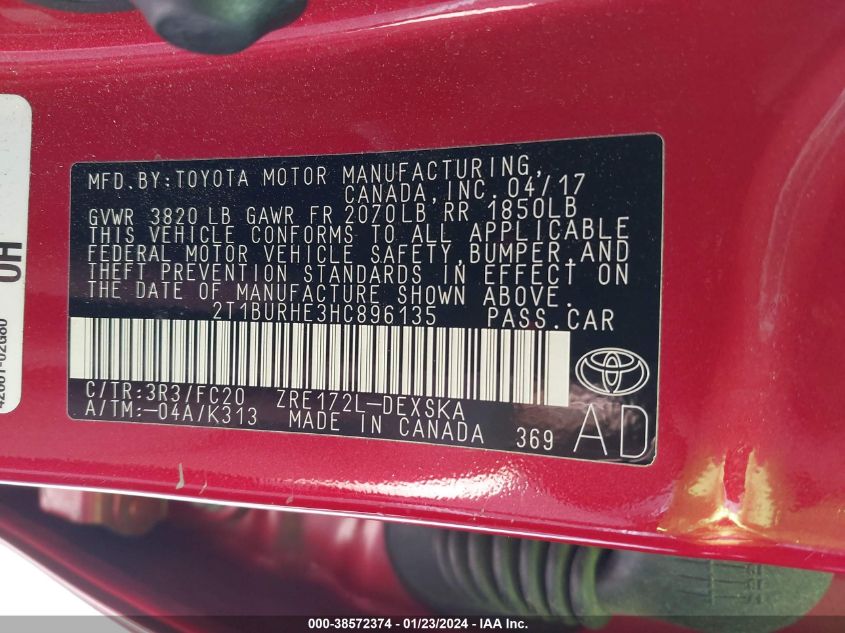 MFD.BY:TOYOTA MOTOR MANUFACTURING,
CANADA,INC. 04/17
GVWR 3820 LB GAWR FR 2070LB RR 1850LB
THIS VEHICLE CONFORMS TO ALL APPLICABLE
FEDERAL MOTOR VEHICLE SAFETY,BUMPER,AND
THEFT PREVENTION STANDARDS IN EFFECT ON
THE DATE OF MANUFACTURE SHOWN ABOVE.
2T1BURHE3HC896135 PASS.CAR
C/TR:3R3/FC20 ZRE172L-DEXSKA
A/TM:-04A/K313 MADE IN CANADA 369 AD
000-38572374 - 01/23/2024 - IAA Inc.